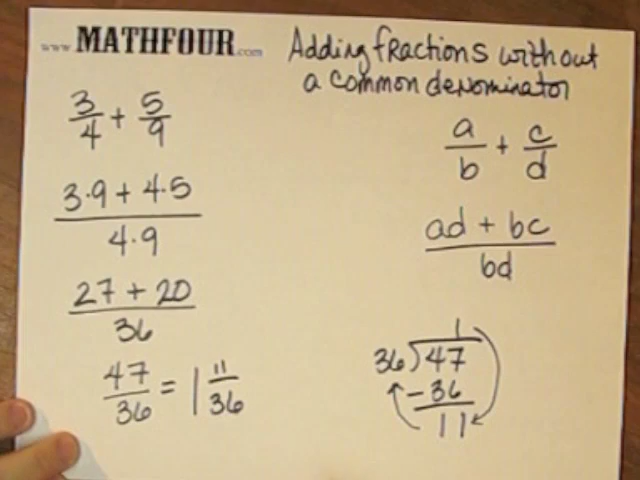 www.MATHFOUR.com
Adding fractions without
a common denominator
3/4 + 5/9
(3·9 + 4·5)/(4·9)
(27 + 20)/36
47/36 = 1 11/36
a/b + c/d
(ad + bc)/bd
1
36)47
-36
11